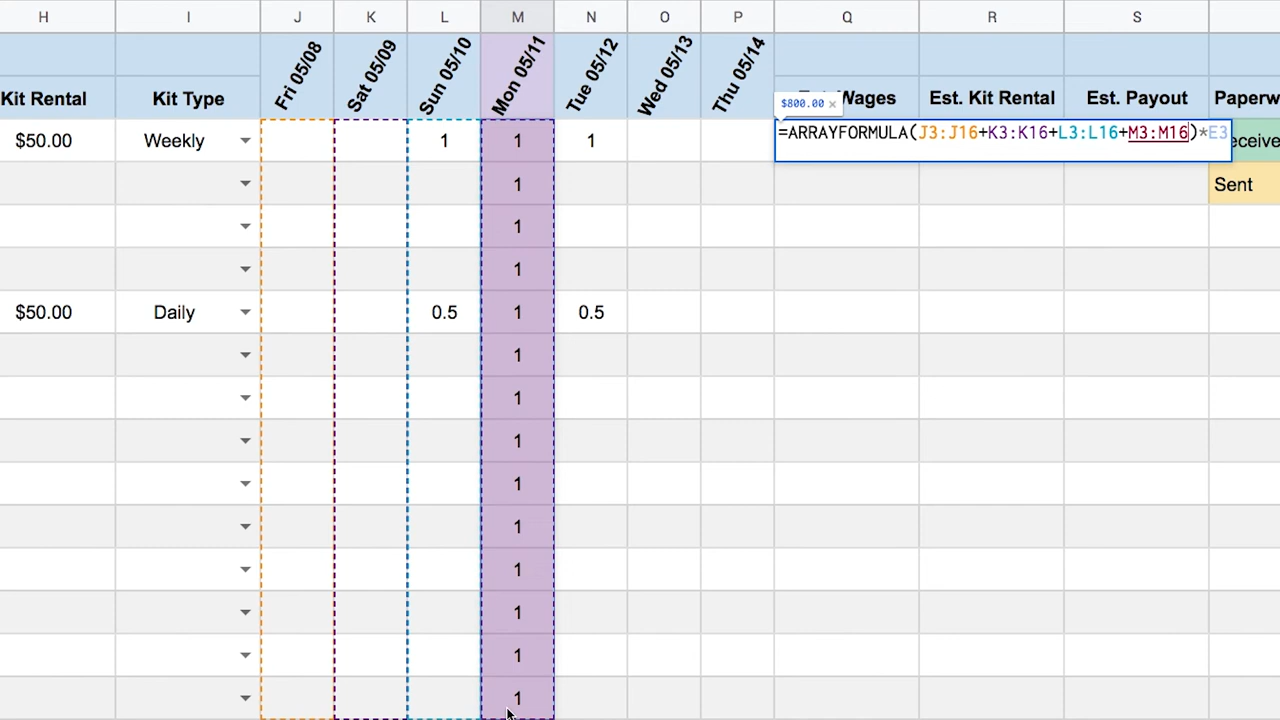 H I J K L M N O P Q R S
Fri 05/08 Sat 05/09 Sun 05/10 Mon 05/11 Tue 05/12 Wed 05/13 Thu 05/14
$800.00 ×
Kit Rental Kit Type Wages Est. Kit Rental Est. Payout Paperw
$50.00 Weekly 1 1 1 =ARRAYFORMULA(J3:J16+K3:K16+L3:L16+M3:M16)*E3 eceive
1 Sent
1
1
$50.00 Daily 0.5 1 0.5
1
1
1
1
1
1
1
1
1